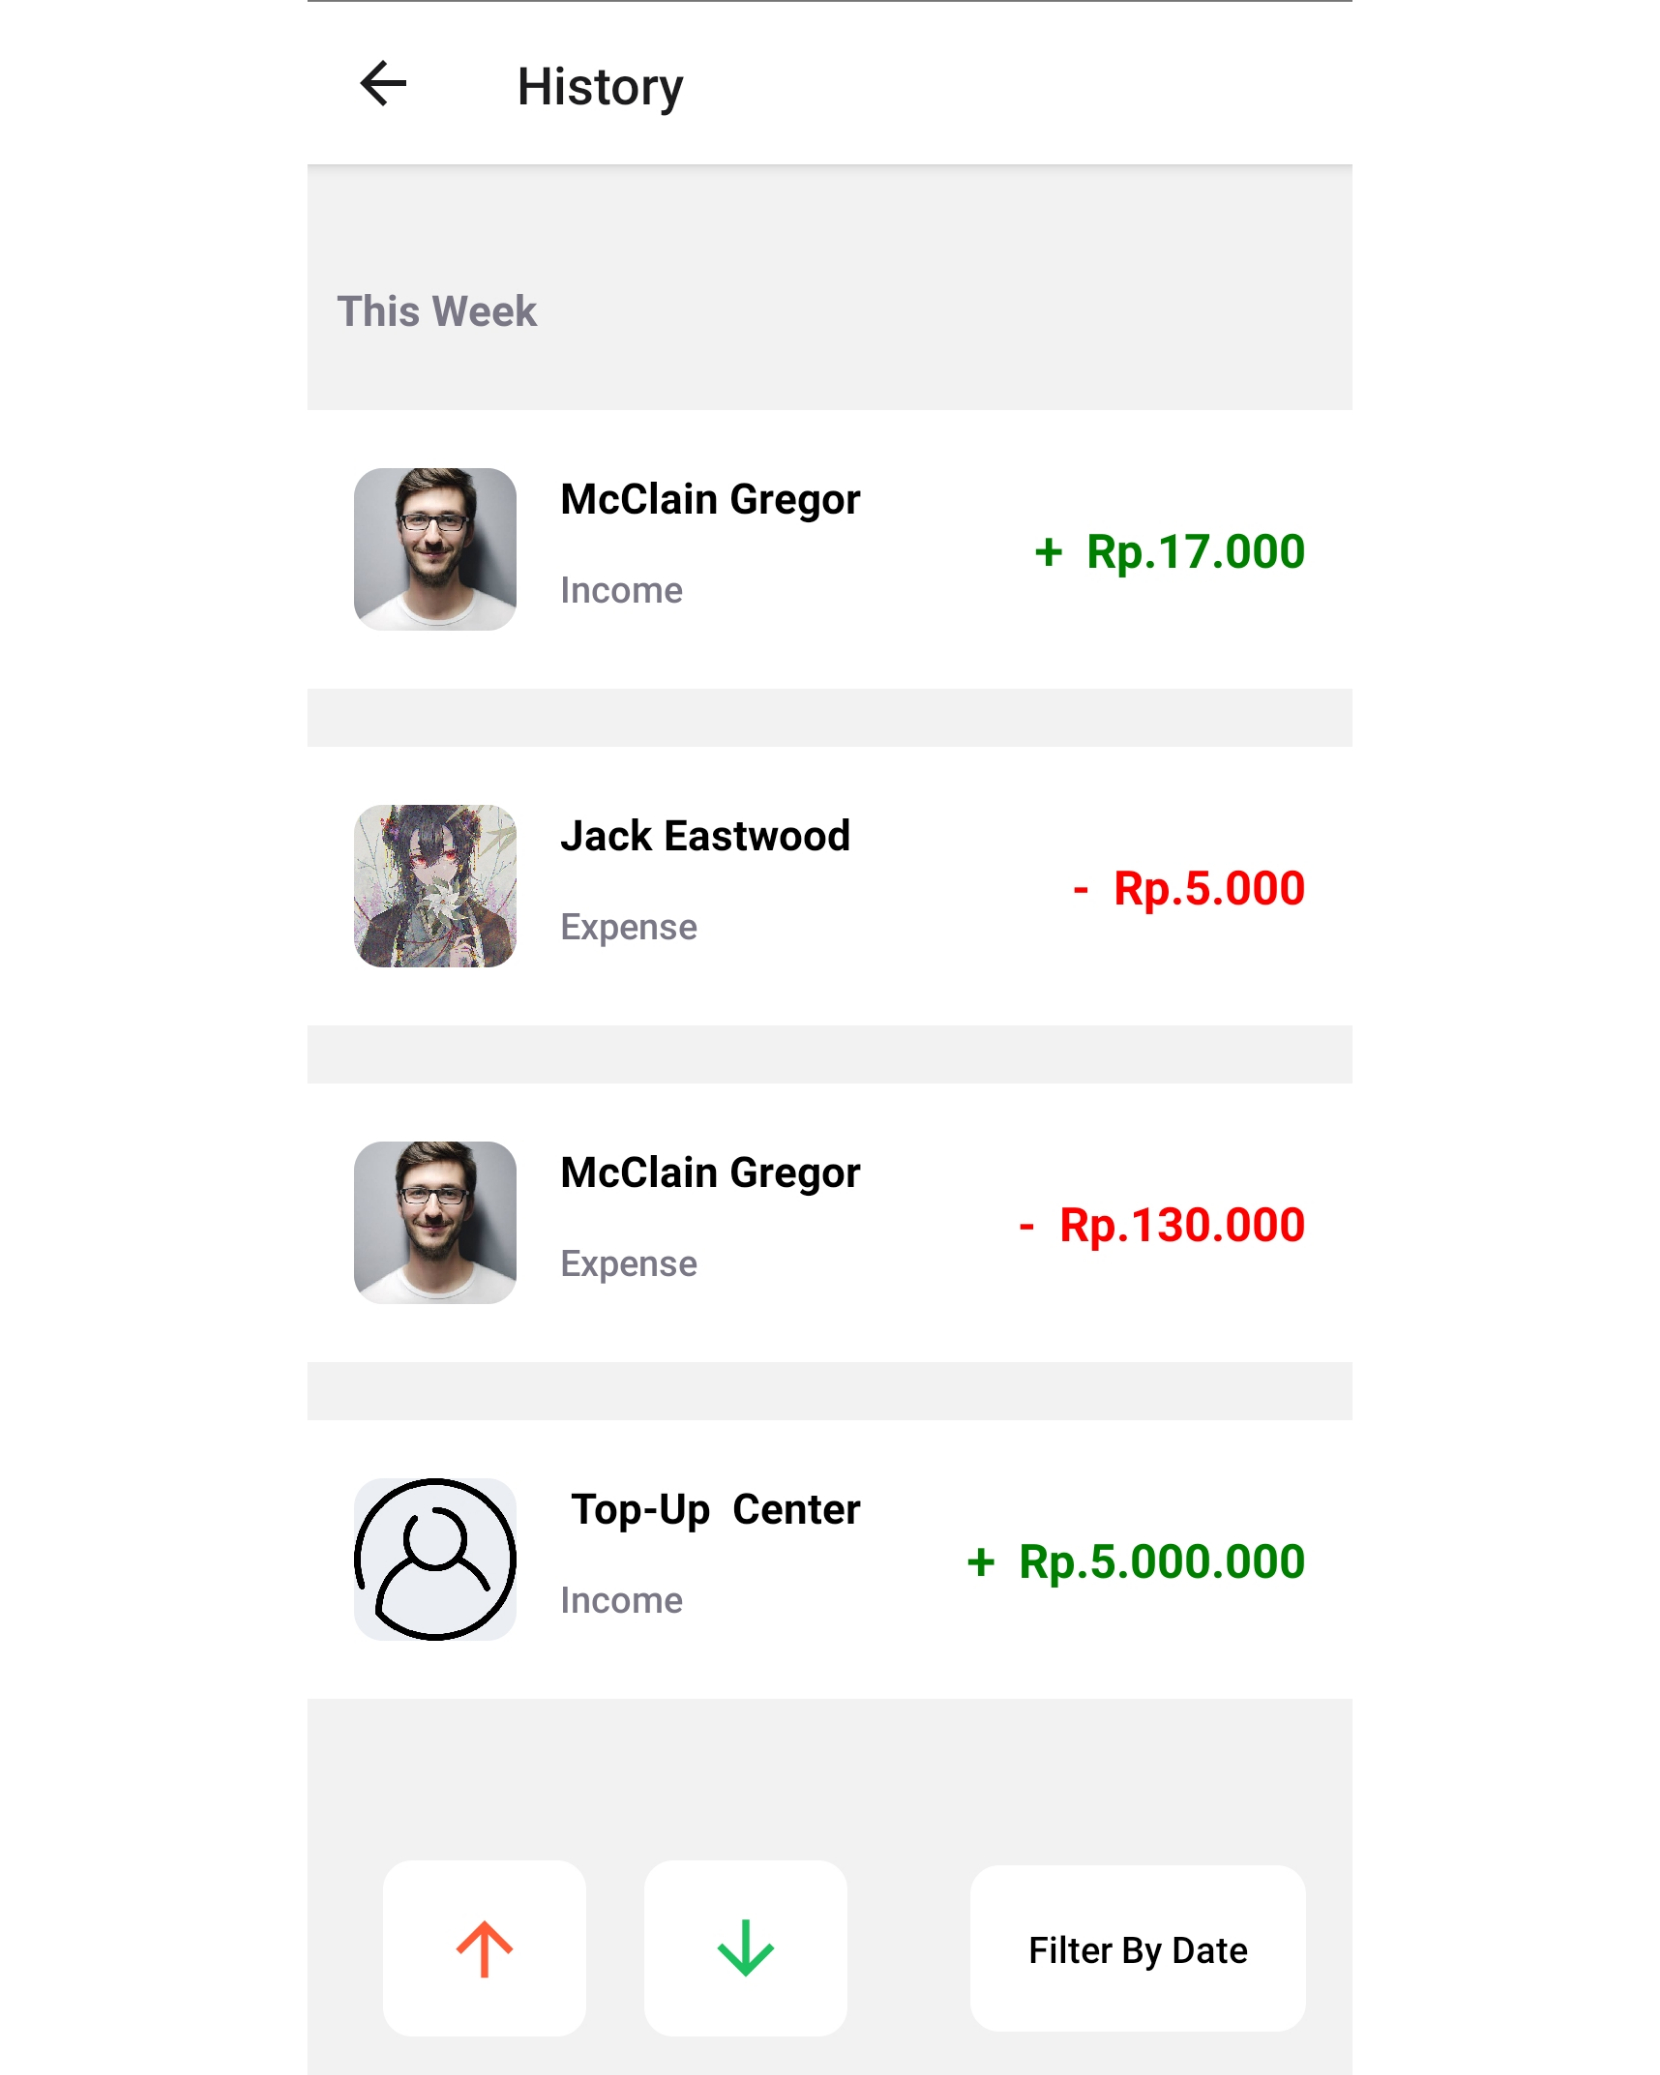 History
This Week
McClain Gregor
+ Rp.17.000
Income
Jack Eastwood
- Rp.5.000
Expense
McClain Gregor
- Rp.130.000
Expense
Top-Up  Center
+ Rp.5.000.000
Income
Filter By Date